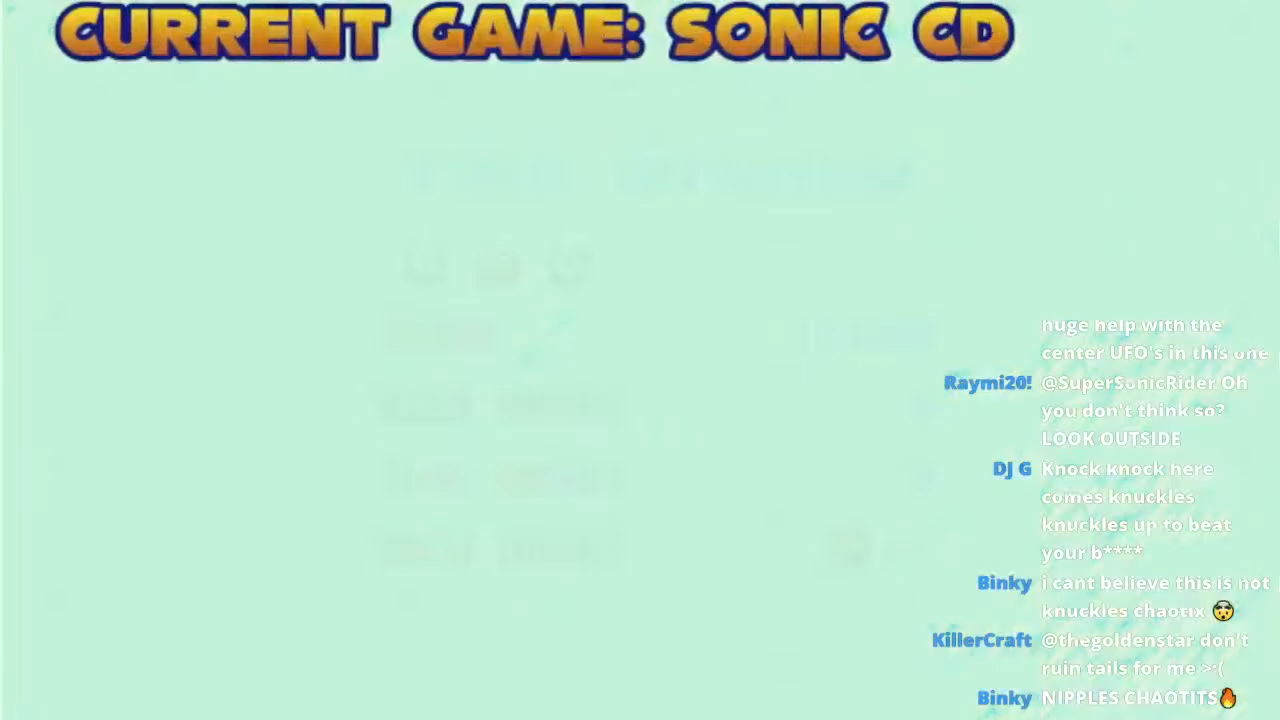 CURRENT GAME: SONIC CD
huge help with the
center UFO's in this one
Raymi20! @SuperSonicRider Oh
you don't think so?
LOOK OUTSIDE
DJ G Knock knock here
comes knuckles
knuckles up to beat
your b****
Binky i cant believe this is not
knuckles chaotix 😲
KillerCraft @thegoldenstar don't
ruin tails for me >:(
Binky NIPPLES CHAOTITS🔥